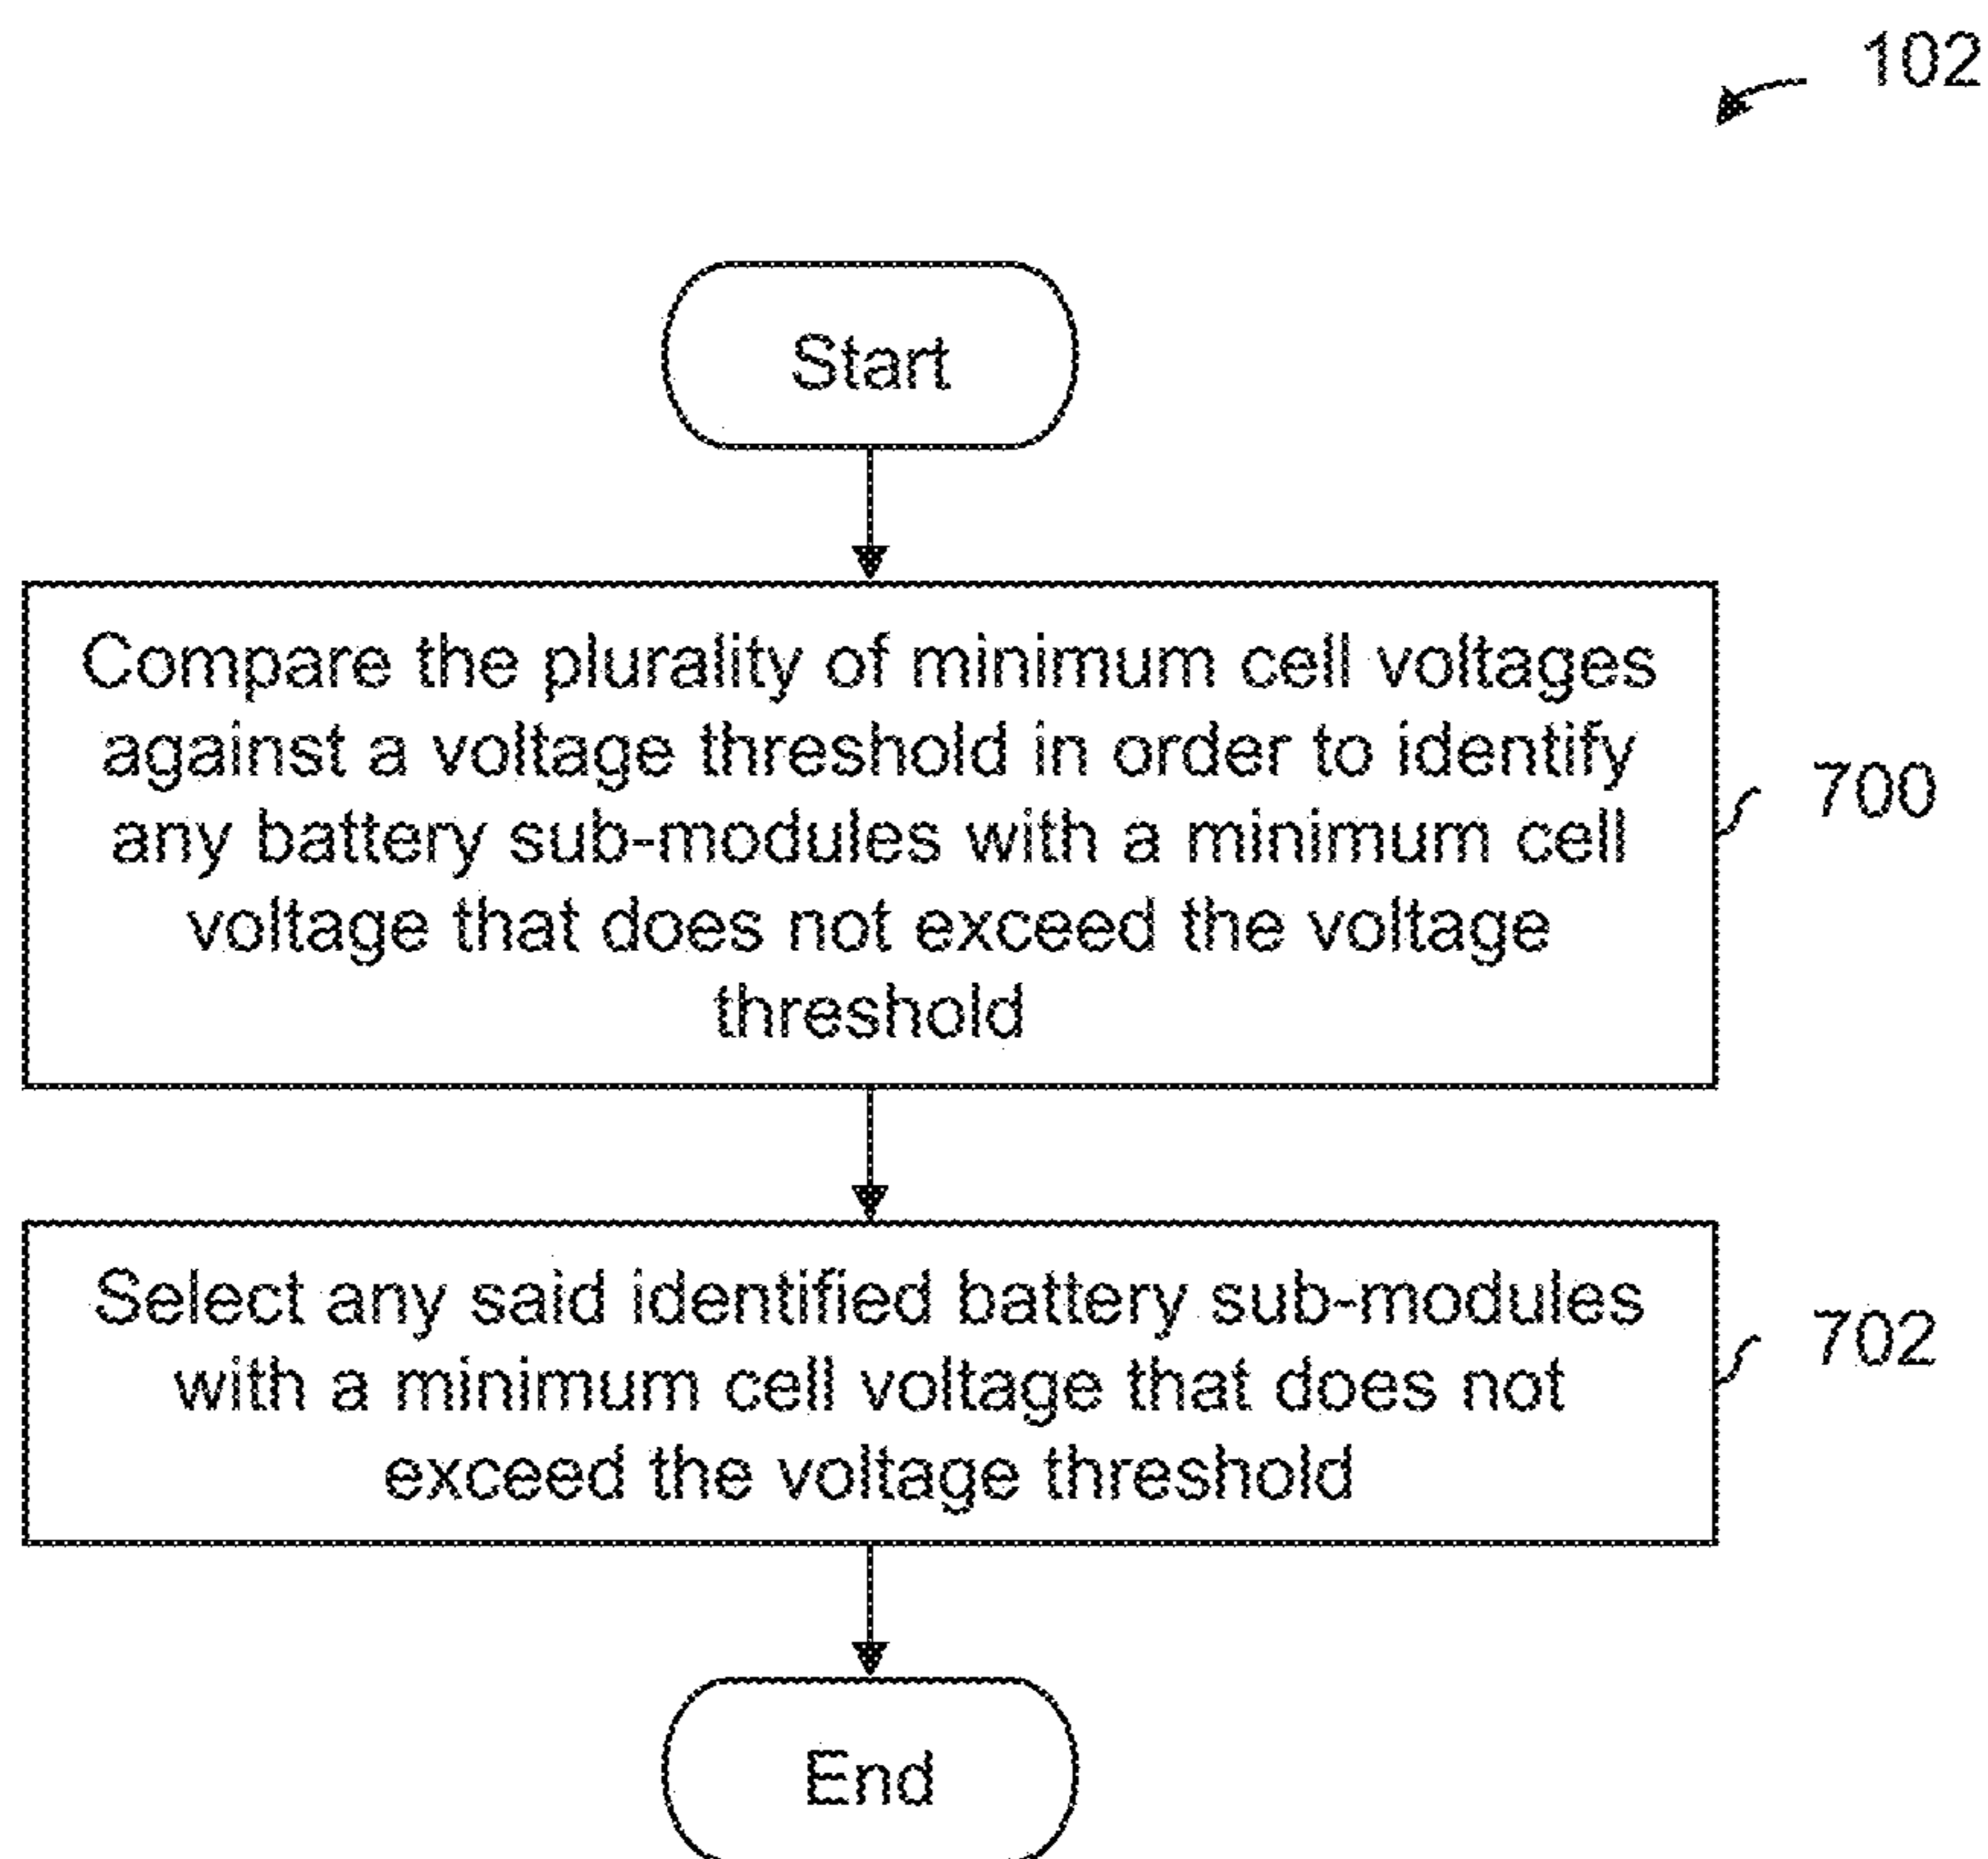 102
Start
Compare the plurality of minimum cell voltages
against a voltage threshold in order to identify
any battery sub-modules with a minimum cell
voltage that does not exceed the voltage
threshold
700
Select any said identified battery sub-modules
with a minimum cell voltage that does not
exceed the voltage threshold
702
End